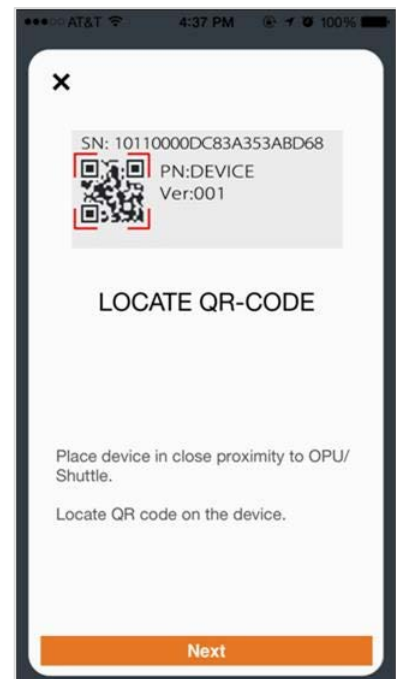 AT&T 4:37 PM 100%
SN: 10110000DC83A353ABD68
PN:DEVICE
Ver:001
LOCATE QR-CODE
Place device in close proximity to OPU/
Shuttle.
Locate QR code on the device.
Next